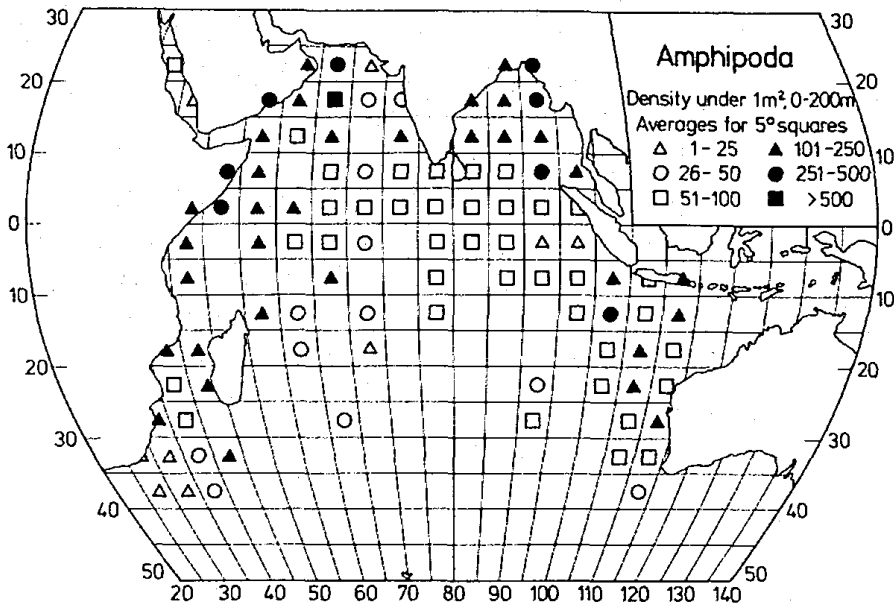 30 30
20 Amphipoda 20
Density under 1m², 0-200m
Averages for 5° squares
△ 1-25 ▲ 101-250
10 ○ 26-50 ● 251-500 10
□ 51-100 ■ >500
0 0
10 10
20 20
30 30
40 40
50 50
20 30 40 50 60 70 80 90 100 110 120 130 140